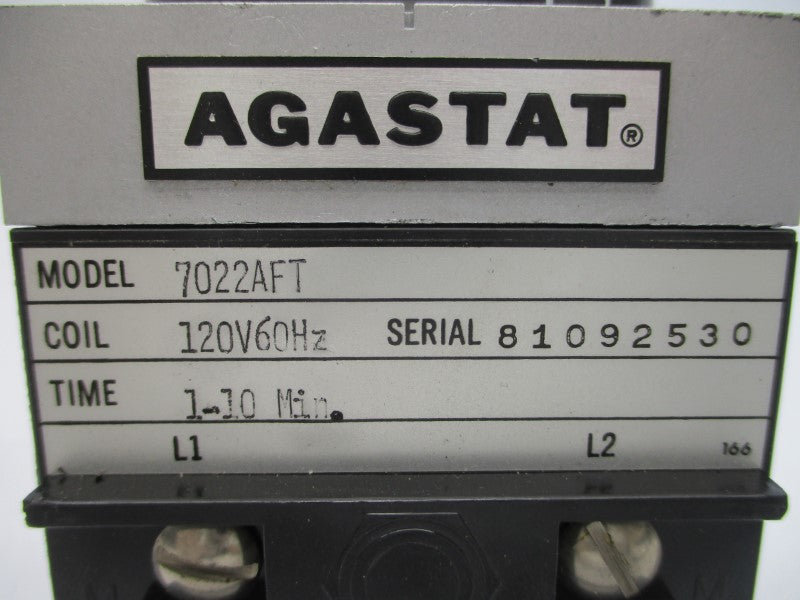 AGASTAT®
MODEL 7022AFT
COIL 120V60Hz SERIAL 81092530
TIME 1-10 Min.
L1 L2 166